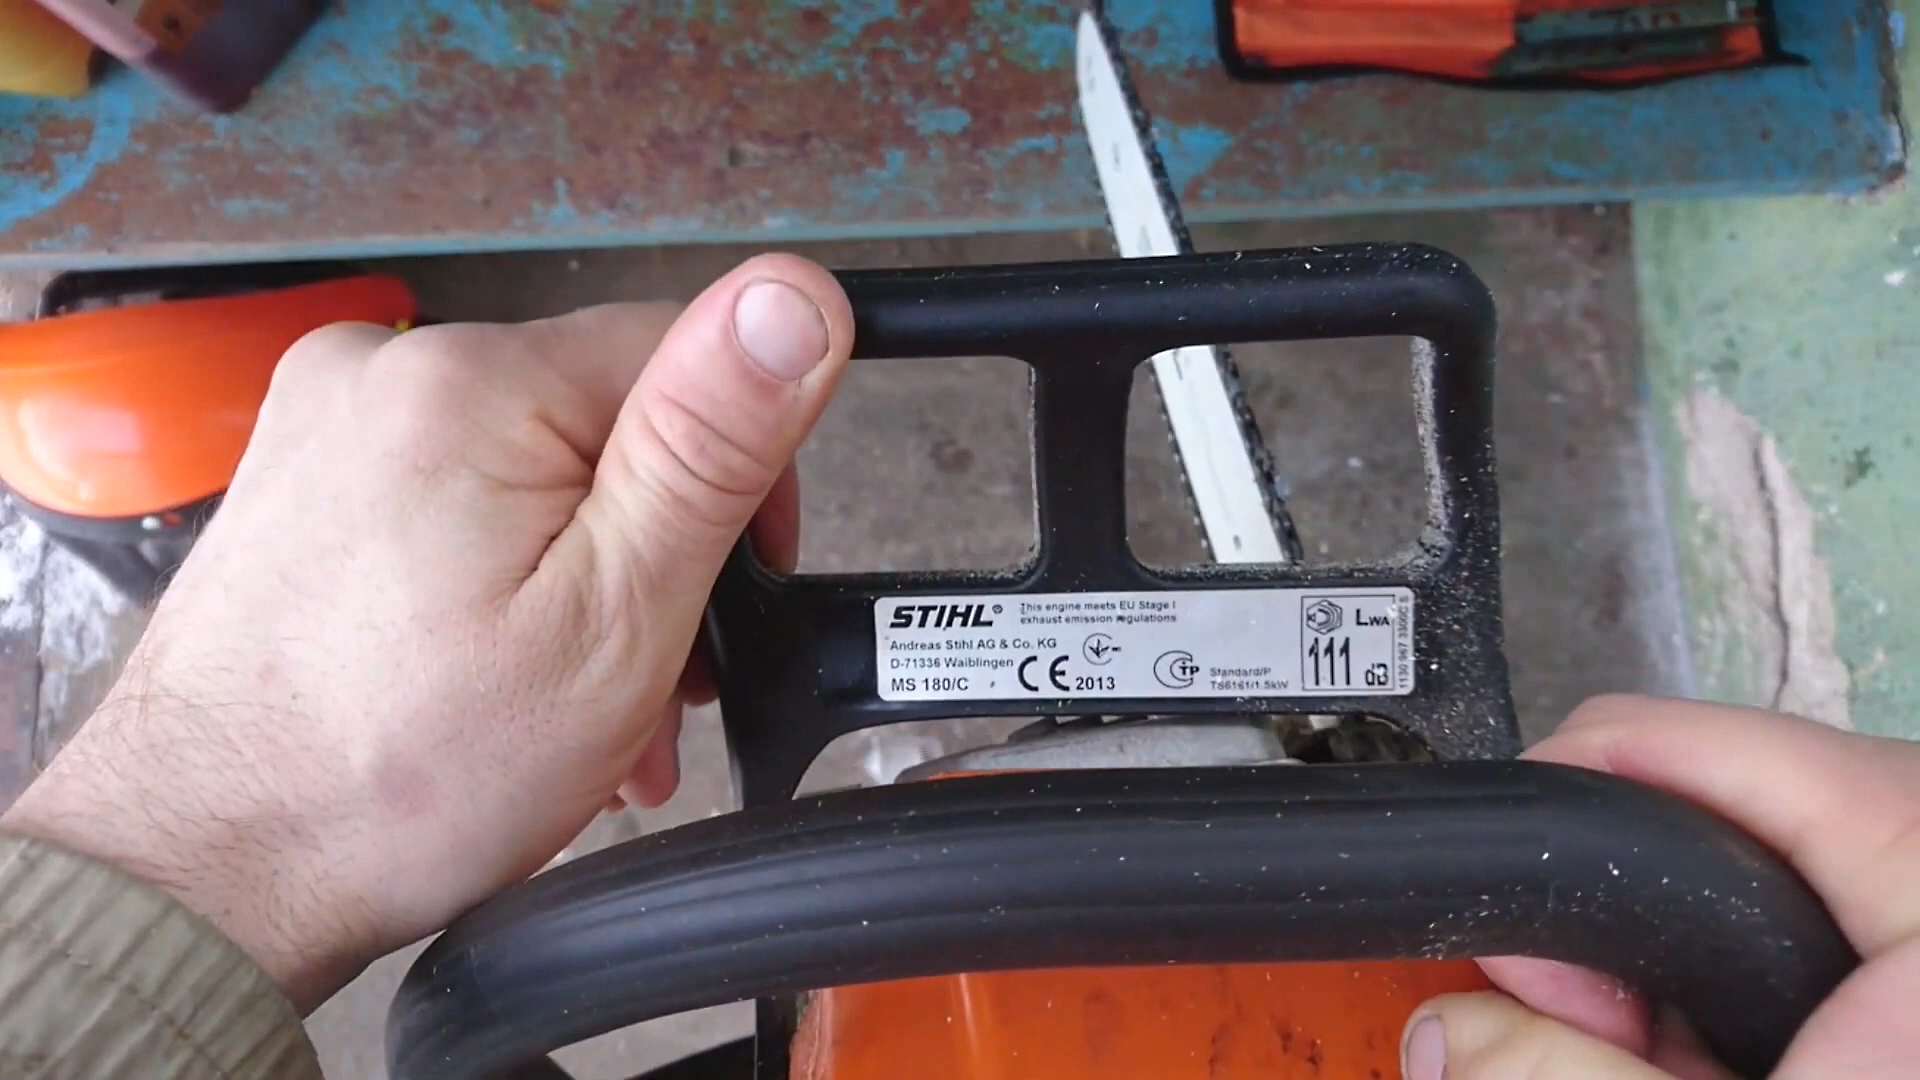 STIHL®
This engine meets EU Stage I
exhaust emission regulations
Andreas Stihl AG & Co. KG
D-71336 Waiblingen
MS 180/C
CE 2013
TP
Standard/P
TS6161/1.5kW
LWA
111 dB